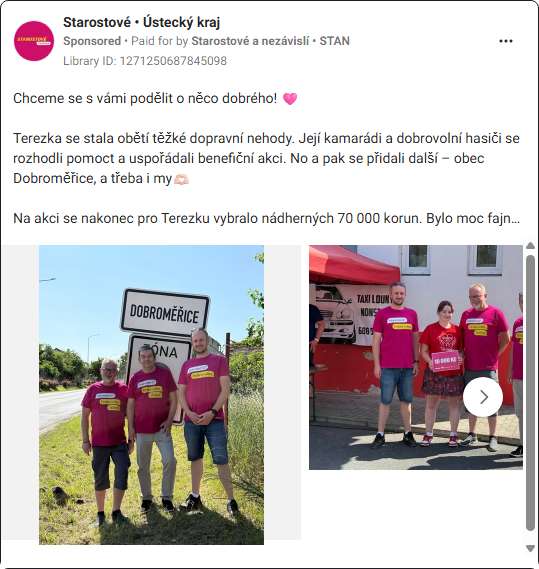 STAROSTOVÉ
Starostové • Ústecký kraj
Sponsored • Paid for by Starostové a nezávislí • STAN
Library ID: 1271250687845098
Chceme se s vámi podělit o něco dobrého! 💗
Terezka se stala obětí těžké dopravní nehody. Její kamarádi a dobrovolní hasiči se
rozhodli pomoct a uspořádali benefiční akci. No a pak se přidali další – obec
Dobroměřice, a třeba i my🫶🏻
Na akci se nakonec pro Terezku vybralo nádherných 70 000 korun. Bylo moc fajn...
DOBROMĚŘICE
ZÓNA
TAXI LOUN
NONS
10 000 Kč